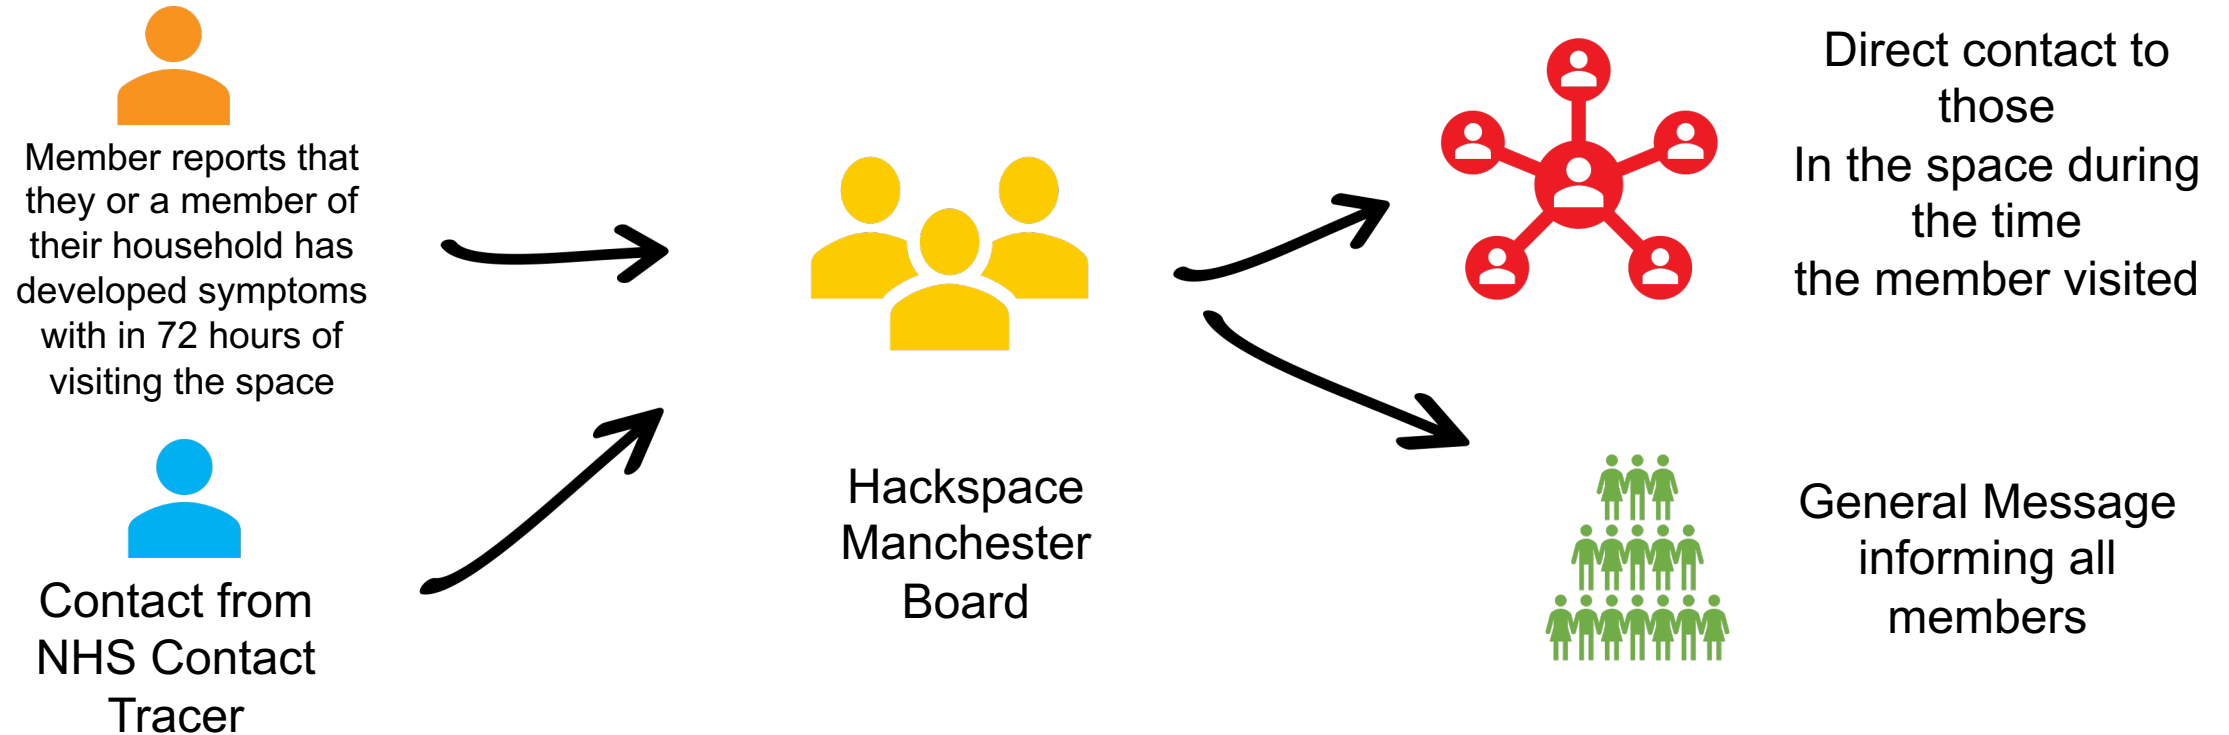 Member reports that
they or a member of
their household has
developed symptoms
with in 72 hours of
visiting the space
Contact from
NHS Contact
Tracer
Hackspace
Manchester
Board
Direct contact to
those
In the space during
the time
the member visited
General Message
informing all
members